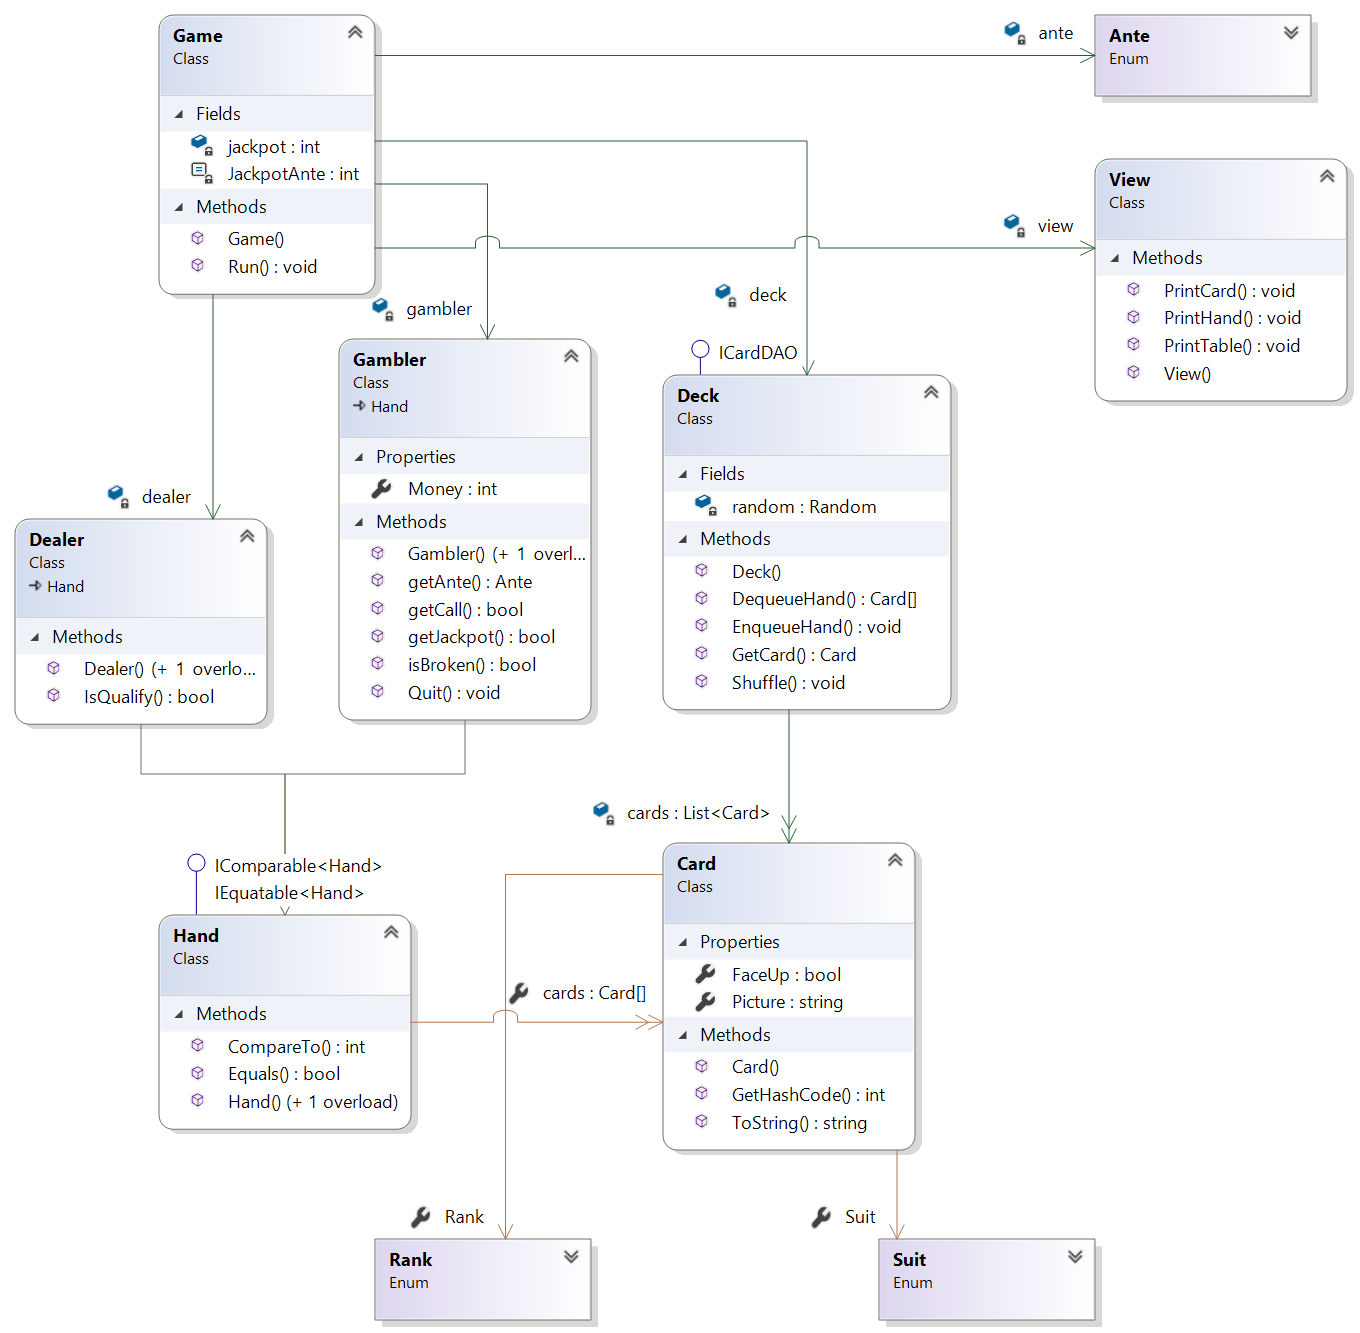 Game
Class
Fields
jackpot : int
JackpotAnte : int
Methods
Game()
Run() : void
ante
Ante
Enum
view
View
Class
Methods
PrintCard() : void
PrintHand() : void
PrintTable() : void
View()
gambler
Gambler
Class
Hand
Properties
Money : int
Methods
Gambler() (+ 1 overl...
getAnte() : Ante
getCall() : bool
getJackpot() : bool
isBroken() : bool
Quit() : void
deck
ICardDAO
Deck
Class
Fields
random : Random
Methods
Deck()
DequeueHand() : Card[]
EnqueueHand() : void
GetCard() : Card
Shuffle() : void
dealer
Dealer
Class
Hand
Methods
Dealer() (+ 1 overlo...
IsQualify() : bool
cards : List<Card>
IComparable<Hand>
IEquatable<Hand>
Hand
Class
Methods
CompareTo() : int
Equals() : bool
Hand() (+ 1 overload)
cards : Card[]
Card
Class
Properties
FaceUp : bool
Picture : string
Methods
Card()
GetHashCode() : int
ToString() : string
Rank
Rank
Enum
Suit
Suit
Enum